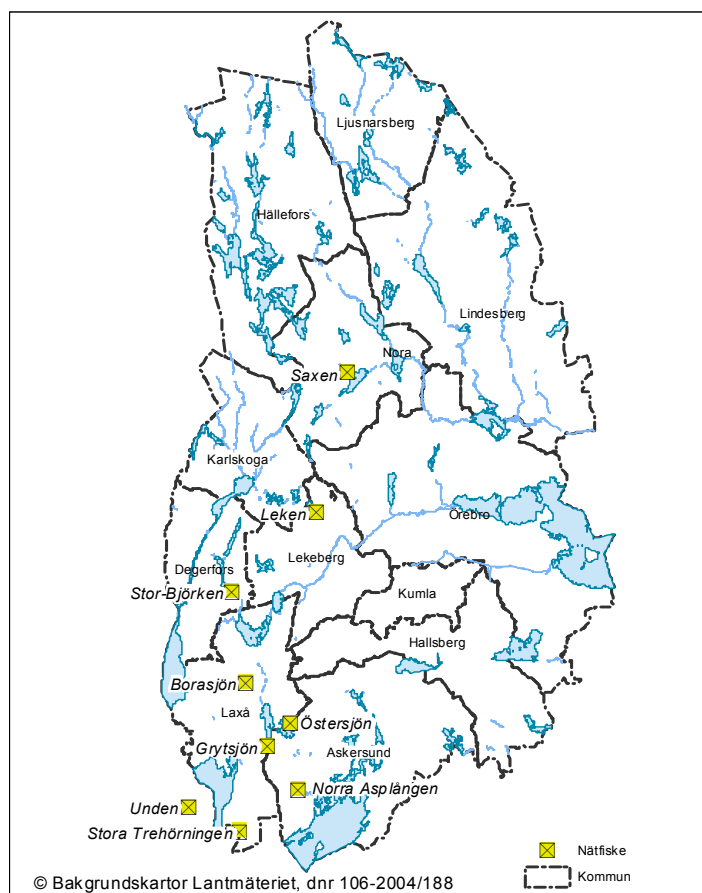 Ljusnarsberg
Hällefors
Lindesberg
Nora
Saxen
Karlskoga
Leken
Örebro
Lekeberg
Degerfors
Stor-Björken
Kumla
Hallsberg
Borasjön
Laxå
Östersjön
Grytsjön
Askersund
Norra Asplången
Unden
Stora Trehörningen
Nätfiske
Kommun
© Bakgrundskartor Lantmäteriet, dnr 106-2004/188